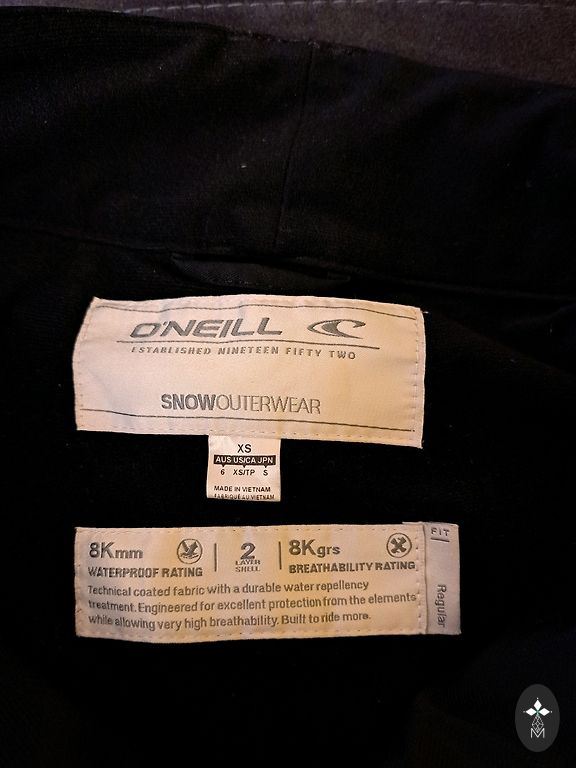 O'NEILL
ESTABLISHED NINETEEN FIFTY TWO
SNOWOUTERWEAR
XS
AUS US/CA JPN
6 XS/TP S
MADE IN VIETNAM
FABRIQUÉ AU VIETNAM
8Kmm
WATERPROOF RATING
2
LAYER
SHELL
8Kgrs
BREATHABILITY RATING
Technical coated fabric with a durable water repellency
treatment. Engineered for excellent protection from the elements
while allowing very high breathability. Built to ride more.
FIT
Regular
M